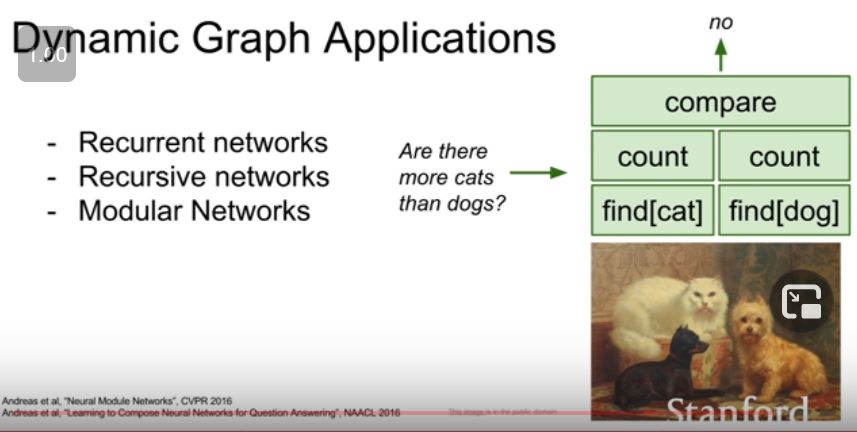 Dynamic Graph Applications
1.00
- Recurrent networks
- Recursive networks
- Modular Networks
Are there
more cats
than dogs?
no
compare
count count
find[cat] find[dog]
Andreas et al, "Neural Module Networks", CVPR 2016
Andreas et al, "Learning to Compose Neural Networks for Question Answering", NAACL 2016
This image is in the public domain
Stanford